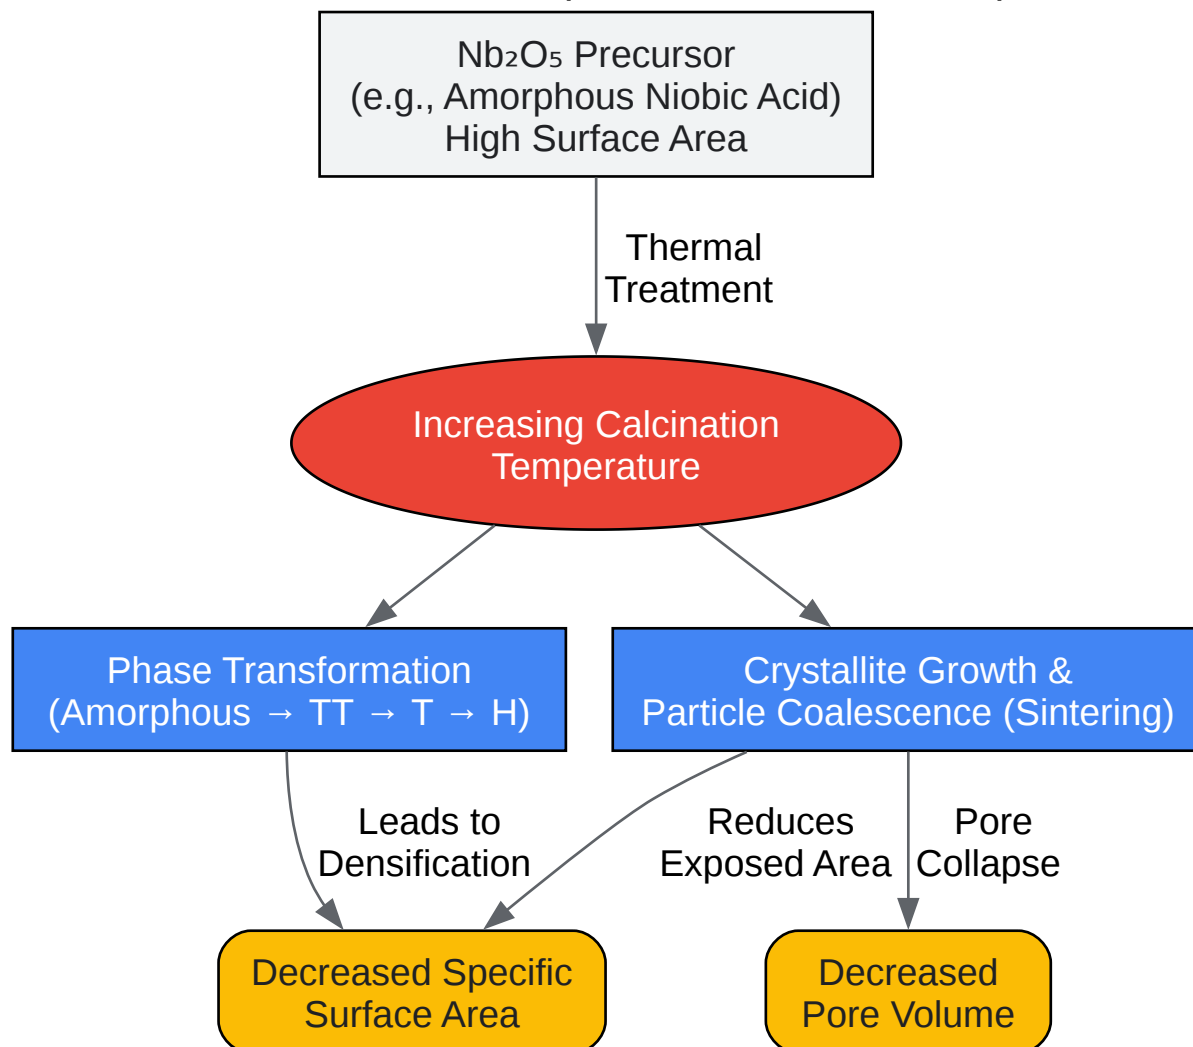 Nb₂O₅ Precursor
(e.g., Amorphous Niobic Acid)
High Surface Area
Thermal
Treatment
Increasing Calcination
Temperature
Phase Transformation
(Amorphous → TT → T → H)
Crystallite Growth &
Particle Coalescence (Sintering)
Leads to
Densification
Reduces
Exposed Area
Pore
Collapse
Decreased Specific
Surface Area
Decreased
Pore Volume